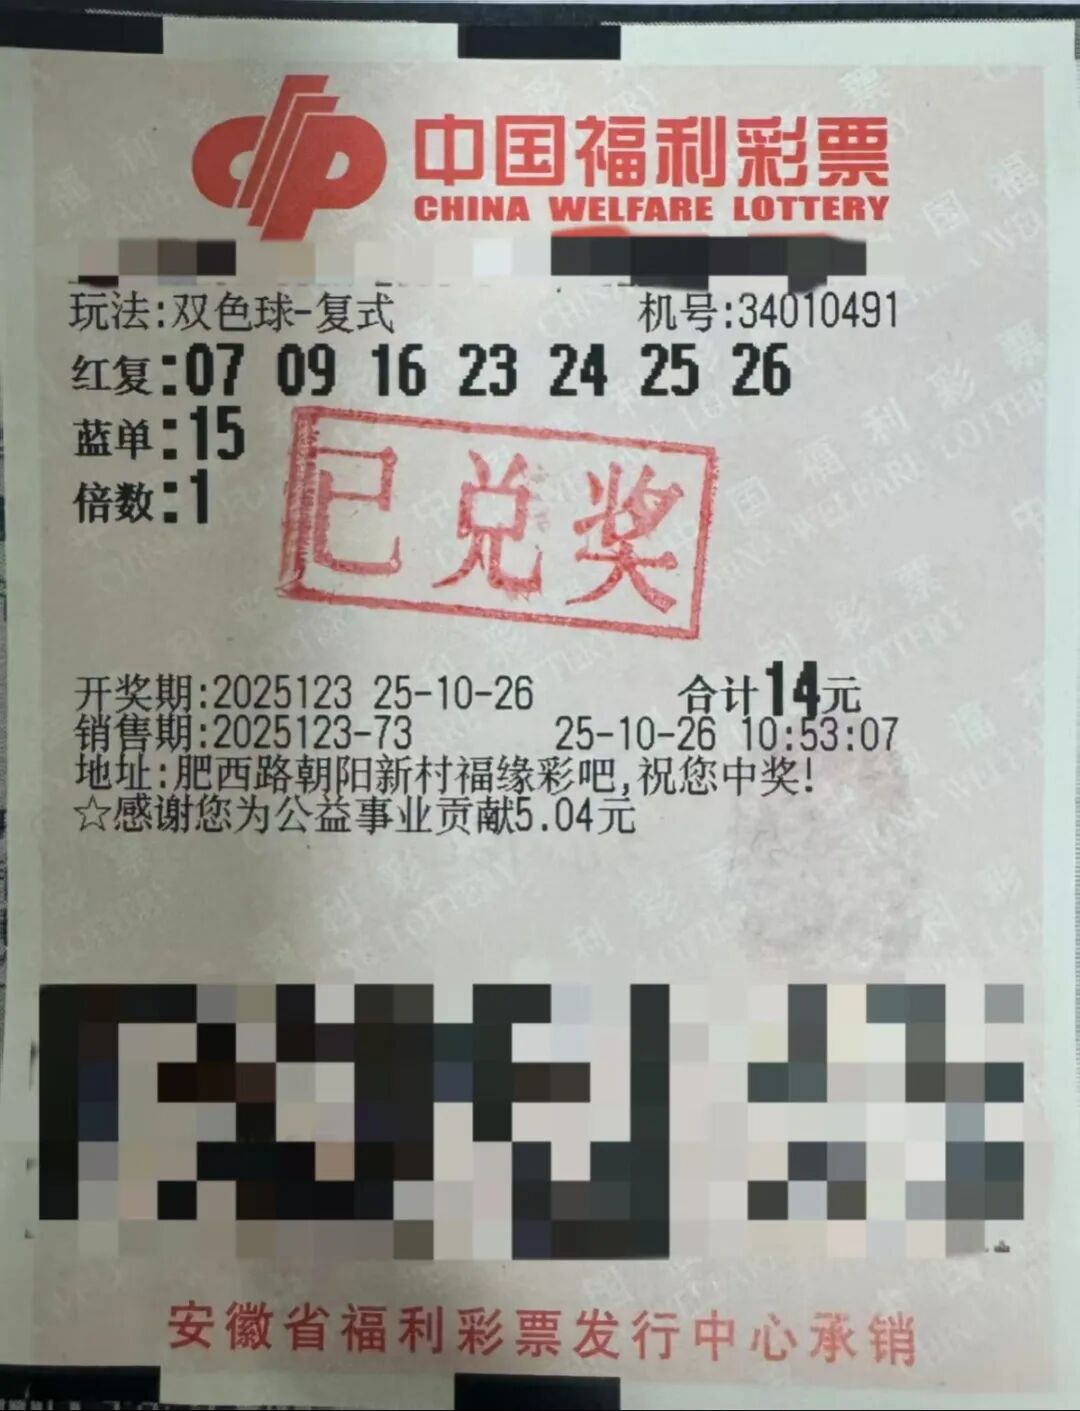 中国福利彩票
CHINA WELFARE LOTTERY
玩法:双色球-复式 机号:34010491
红复:07 09 16 23 24 25 26
蓝单:15
倍数:1
已兑奖
开奖期:2025123 25-10-26 合计14元
销售期:2025123-73 25-10-26 10:53:07
地址:肥西路朝阳新村福缘彩吧,祝您中奖!
☆感谢您为公益事业贡献5.04元
安徽省福利彩票发行中心承销